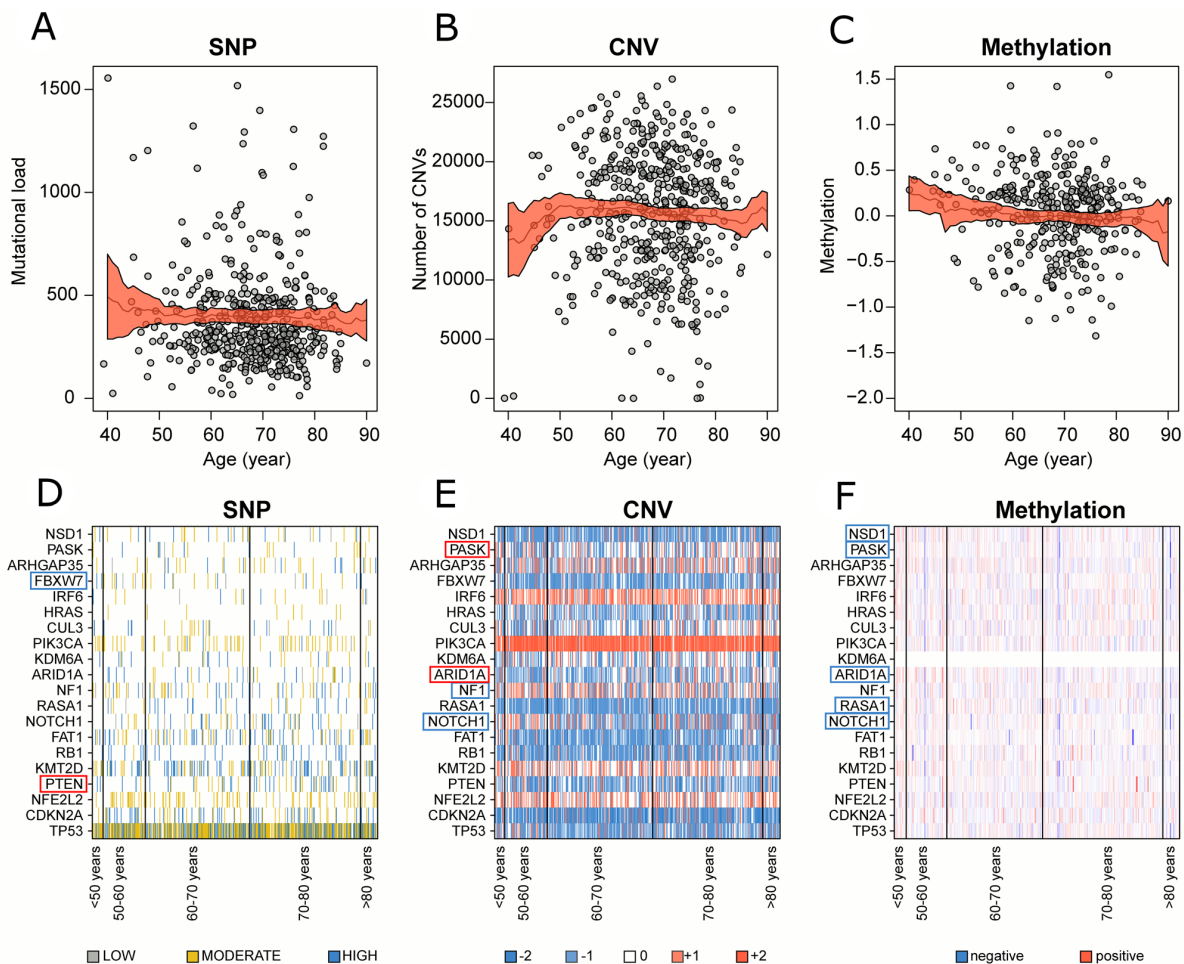 A
SNP
Mutational load
1500
1000
500
0
40 50 60 70 80 90
Age (year)
B
CNV
Number of CNVs
25000
20000
15000
10000
5000
0
40 50 60 70 80 90
Age (year)
C
Methylation
Methylation
1.5
1.0
0.5
0.0
−0.5
−1.0
−1.5
−2.0
40 50 60 70 80 90
Age (year)
D
SNP
NSD1
PASK
ARHGAP35
FBXW7
IRF6
HRAS
CUL3
PIK3CA
KDM6A
ARID1A
NF1
RASA1
NOTCH1
FAT1
RB1
KMT2D
PTEN
NFE2L2
CDKN2A
TP53
<50 years
50-60 years
60-70 years
70-80 years
>80 years
LOW MODERATE HIGH
E
CNV
NSD1
PASK
ARHGAP35
FBXW7
IRF6
HRAS
CUL3
PIK3CA
KDM6A
ARID1A
NF1
RASA1
NOTCH1
FAT1
RB1
KMT2D
PTEN
NFE2L2
CDKN2A
TP53
<50 years
50-60 years
60-70 years
70-80 years
>80 years
-2 -1 0 +1 +2
F
Methylation
NSD1
PASK
ARHGAP35
FBXW7
IRF6
HRAS
CUL3
PIK3CA
KDM6A
ARID1A
NF1
RASA1
NOTCH1
FAT1
RB1
KMT2D
PTEN
NFE2L2
CDKN2A
TP53
<50 years
50-60 years
60-70 years
70-80 years
>80 years
negative positive